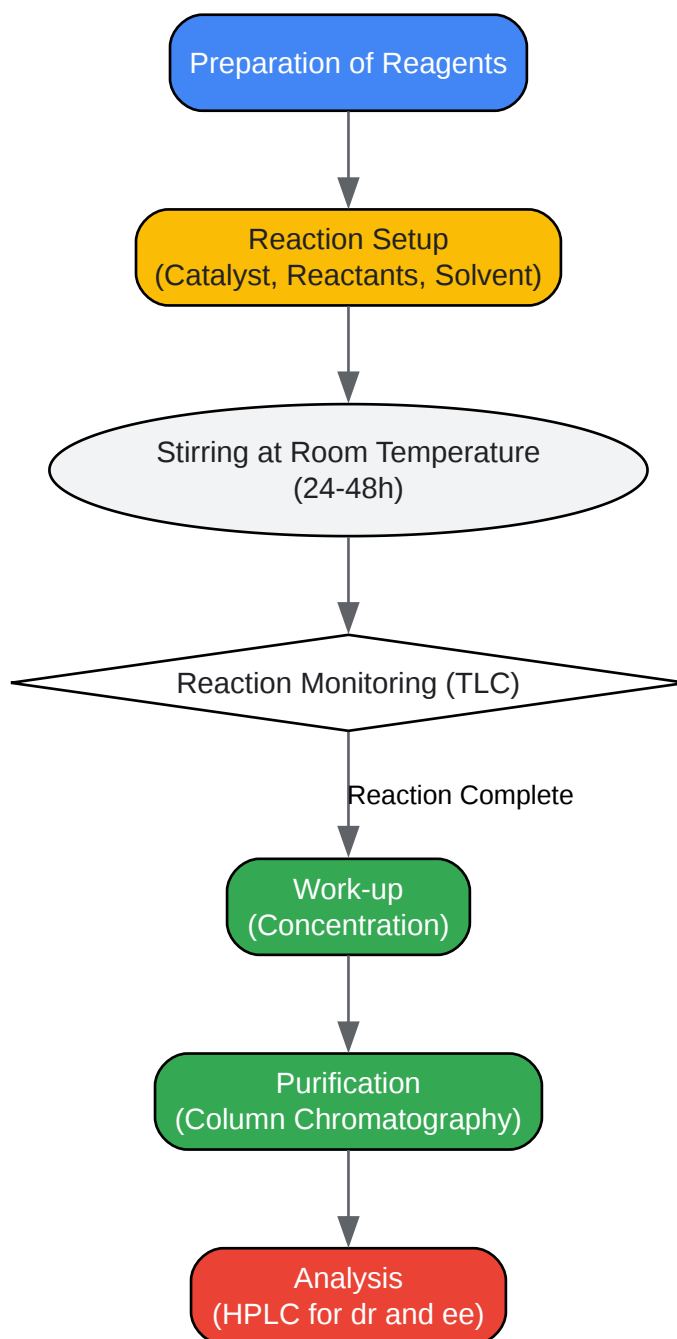 Preparation of Reagents
Reaction Setup
(Catalyst, Reactants, Solvent)
Stirring at Room Temperature
(24-48h)
Reaction Monitoring (TLC)
Reaction Complete
Work-up
(Concentration)
Purification
(Column Chromatography)
Analysis
(HPLC for dr and ee)